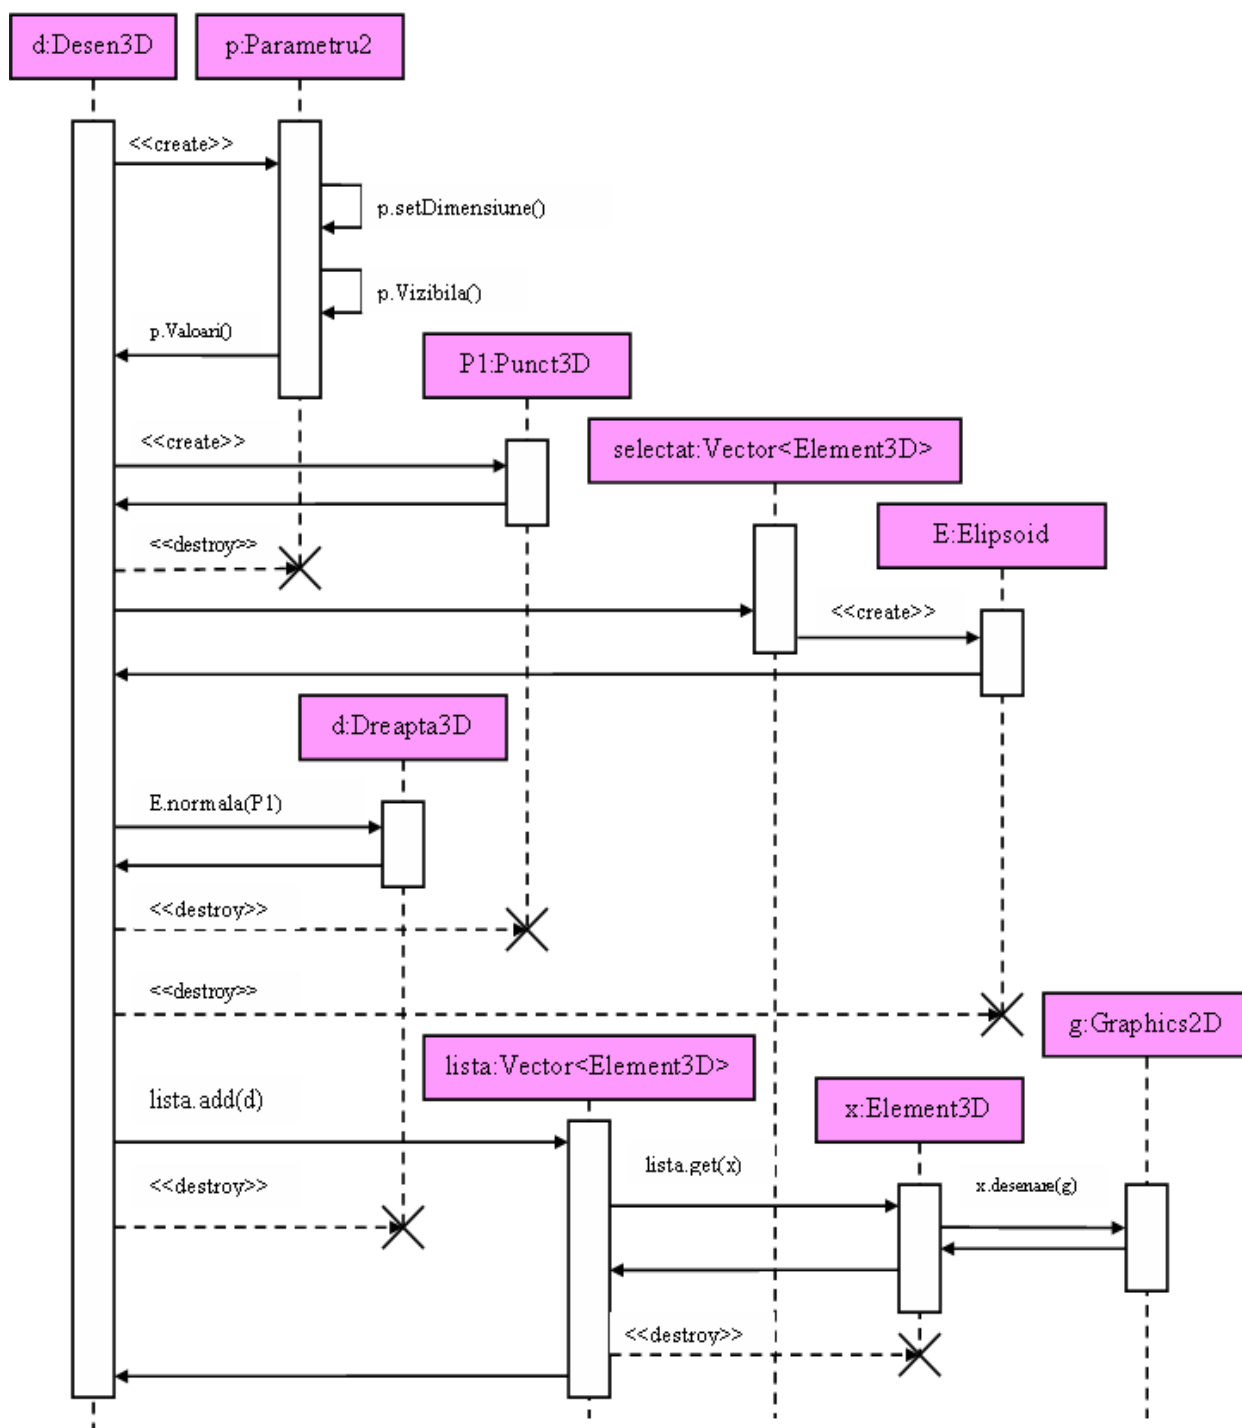 d:Desen3D
p:Parametru2
<<create>>
p.setDimensiune()
p.Vizibila()
p.Valoari()
P1:Punct3D
<<create>>
selectat:Vector<Element3D>
E:Elipsoid
<<destroy>>
<<create>>
d:Dreapta3D
E.normala(P1)
<<destroy>>
<<destroy>>
g:Graphics2D
lista:Vector<Element3D>
x:Element3D
lista.add(d)
lista.get(x)
x.desenare(g)
<<destroy>>
<<destroy>>